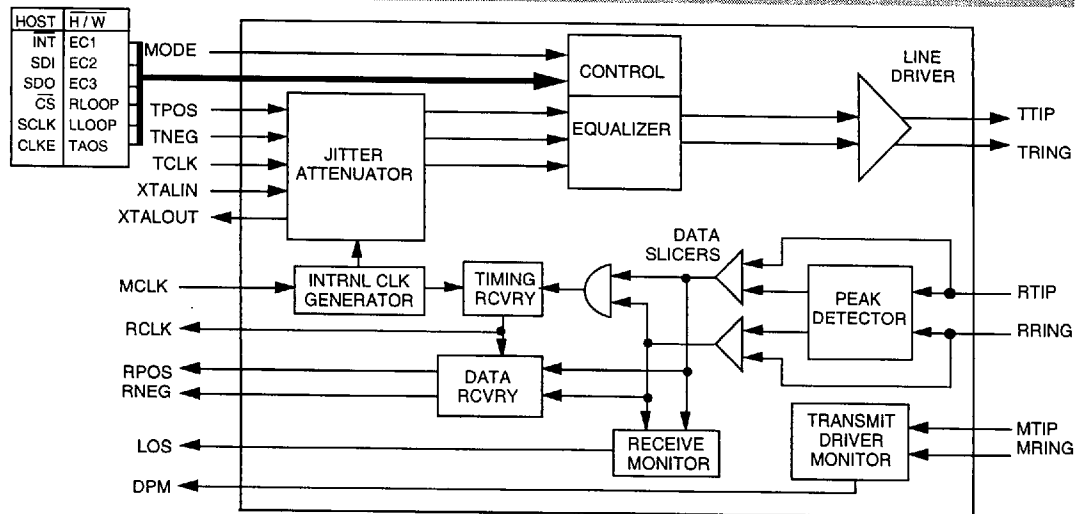 HOST H / W
INT EC1
SDI EC2
SDO EC3
CS RLOOP
SCLK LLOOP
CLKE TAOS
MODE
TPOS
TNEG
TCLK
XTALIN
XTALOUT
JITTER
ATTENUATOR
CONTROL
EQUALIZER
LINE
DRIVER
TTIP
TRING
MCLK
INTRNL CLK
GENERATOR
TIMING
RCVRY
DATA
SLICERS
PEAK
DETECTOR
RTIP
RRING
RCLK
RPOS
RNEG
DATA
RCVRY
LOS
RECEIVE
MONITOR
TRANSMIT
DRIVER
MONITOR
MTIP
MRING
DPM